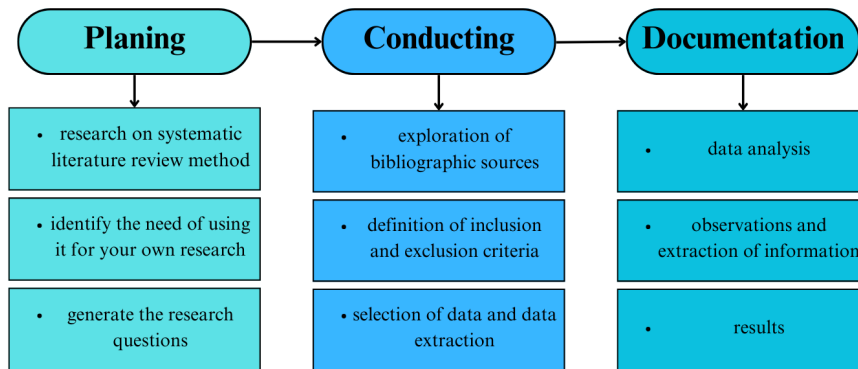 Planing
Conducting
Documentation
• research on systematic
literature review method
• identify the need of using
it for your own research
• generate the research
questions
• exploration of
bibliographic sources
• definition of inclusion
and exclusion criteria
• selection of data and data
extraction
• data analysis
• observations and
extraction of information
• results